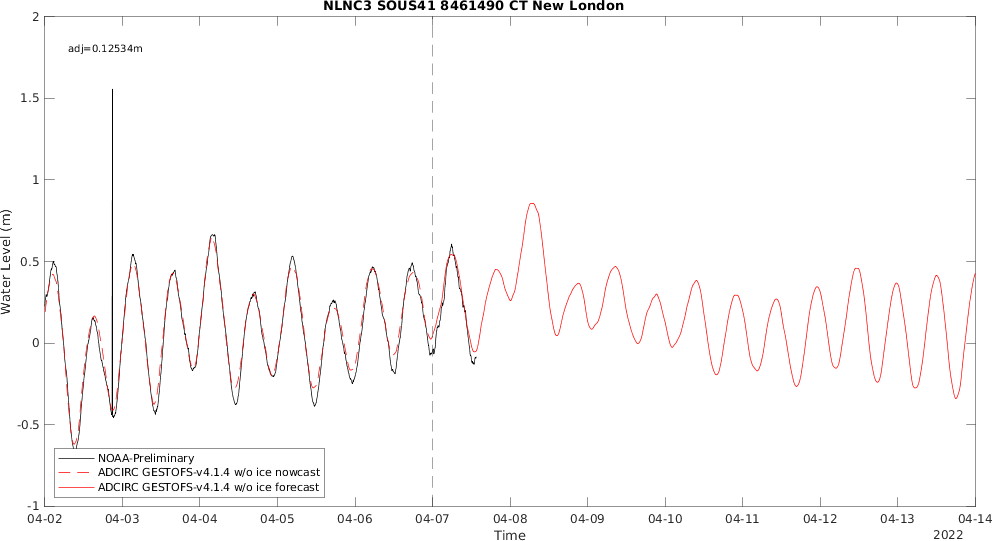 NLNC3 SOUS41 8461490 CT New London
adj=0.12534m
2
1.5
1
0.5
0
-0.5
-1
Water Level (m)
NOAA-Preliminary
ADCIRC GESTOFS-v4.1.4 w/o ice nowcast
ADCIRC GESTOFS-v4.1.4 w/o ice forecast
04-02 04-03 04-04 04-05 04-06 04-07 04-08 04-09 04-10 04-11 04-12 04-13 04-14
Time
2022